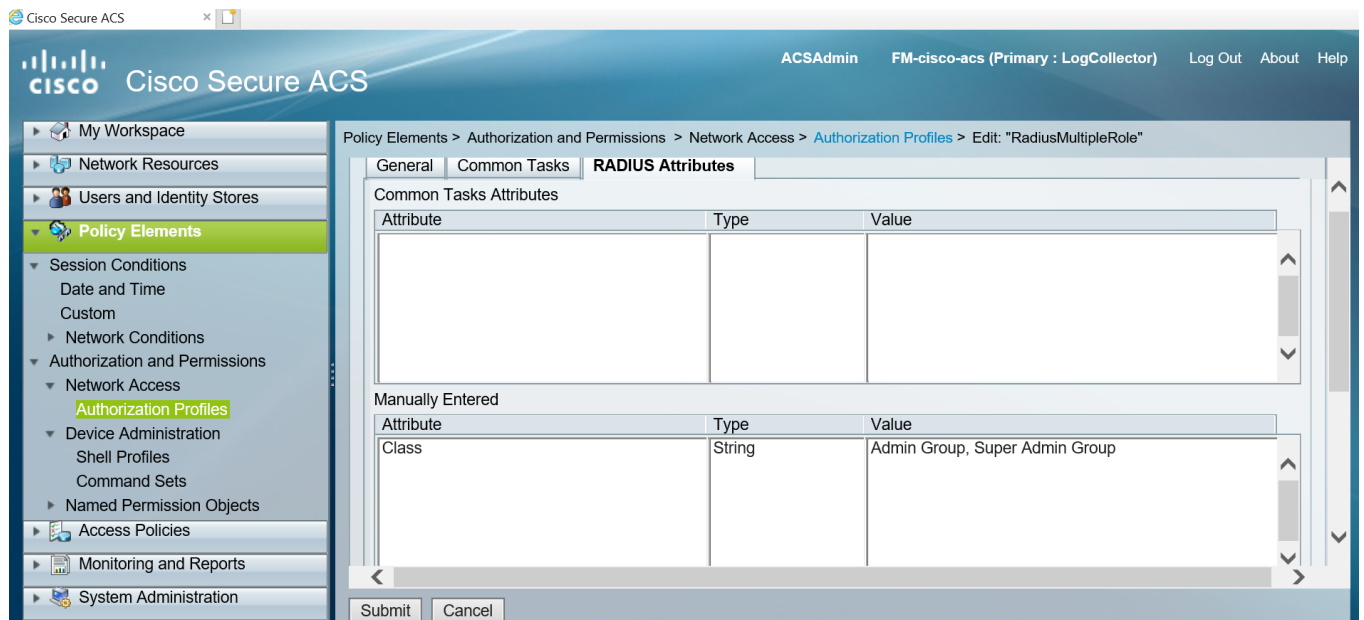 Cisco Secure ACS
CISCO Cisco Secure ACS
ACSAdmin FM-cisco-acs (Primary : LogCollector) Log Out About Help
My Workspace
Network Resources
Users and Identity Stores
Policy Elements
Session Conditions
Date and Time
Custom
Network Conditions
Authorization and Permissions
Network Access
Authorization Profiles
Device Administration
Shell Profiles
Command Sets
Named Permission Objects
Access Policies
Monitoring and Reports
System Administration
Policy Elements > Authorization and Permissions > Network Access > Authorization Profiles > Edit: "RadiusMultipleRole"
General Common Tasks RADIUS Attributes
Common Tasks Attributes
Attribute Type Value
Manually Entered
Attribute Type Value
Class String Admin Group, Super Admin Group
Submit Cancel